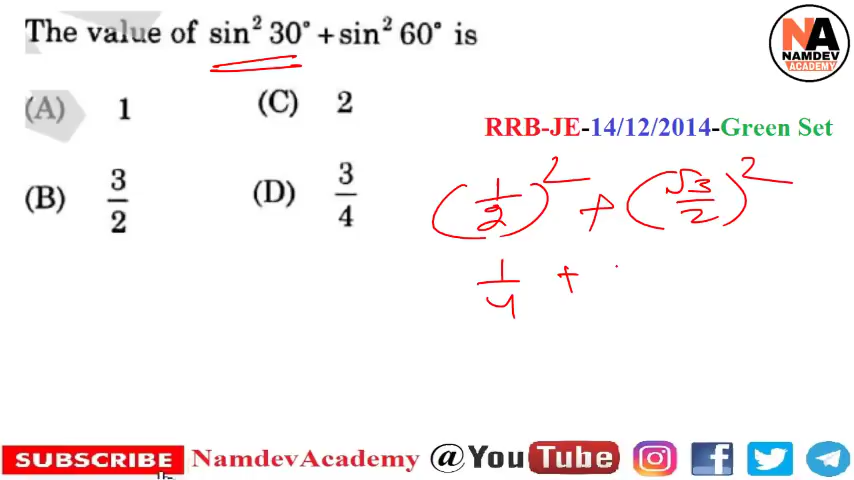 The value of sin² 30° + sin² 60° is
(A) 1 (C) 2
(B) 3/2 (D) 3/4
NA
NAMDEV
ACADEMY
RRB-JE-14/12/2014-Green Set
(1/2)² + (√3/2)²
1/4 +
SUBSCRIBE NamdevAcademy @YouTube